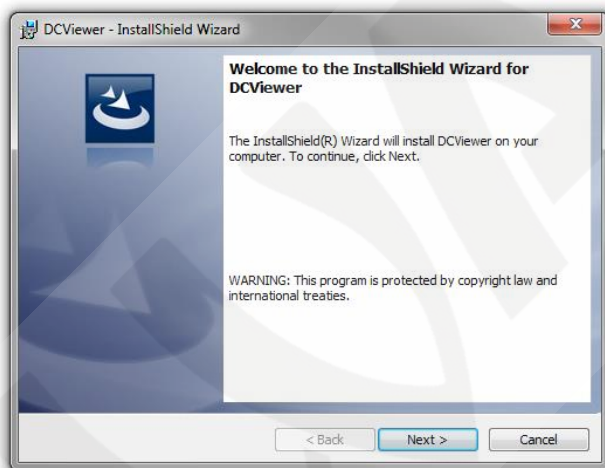 DCViewer - InstallShield Wizard
Welcome to the InstallShield Wizard for
DCViewer
The InstallShield(R) Wizard will install DCViewer on your
computer. To continue, click Next.
WARNING: This program is protected by copyright law and
international treaties.
< Back Next > Cancel